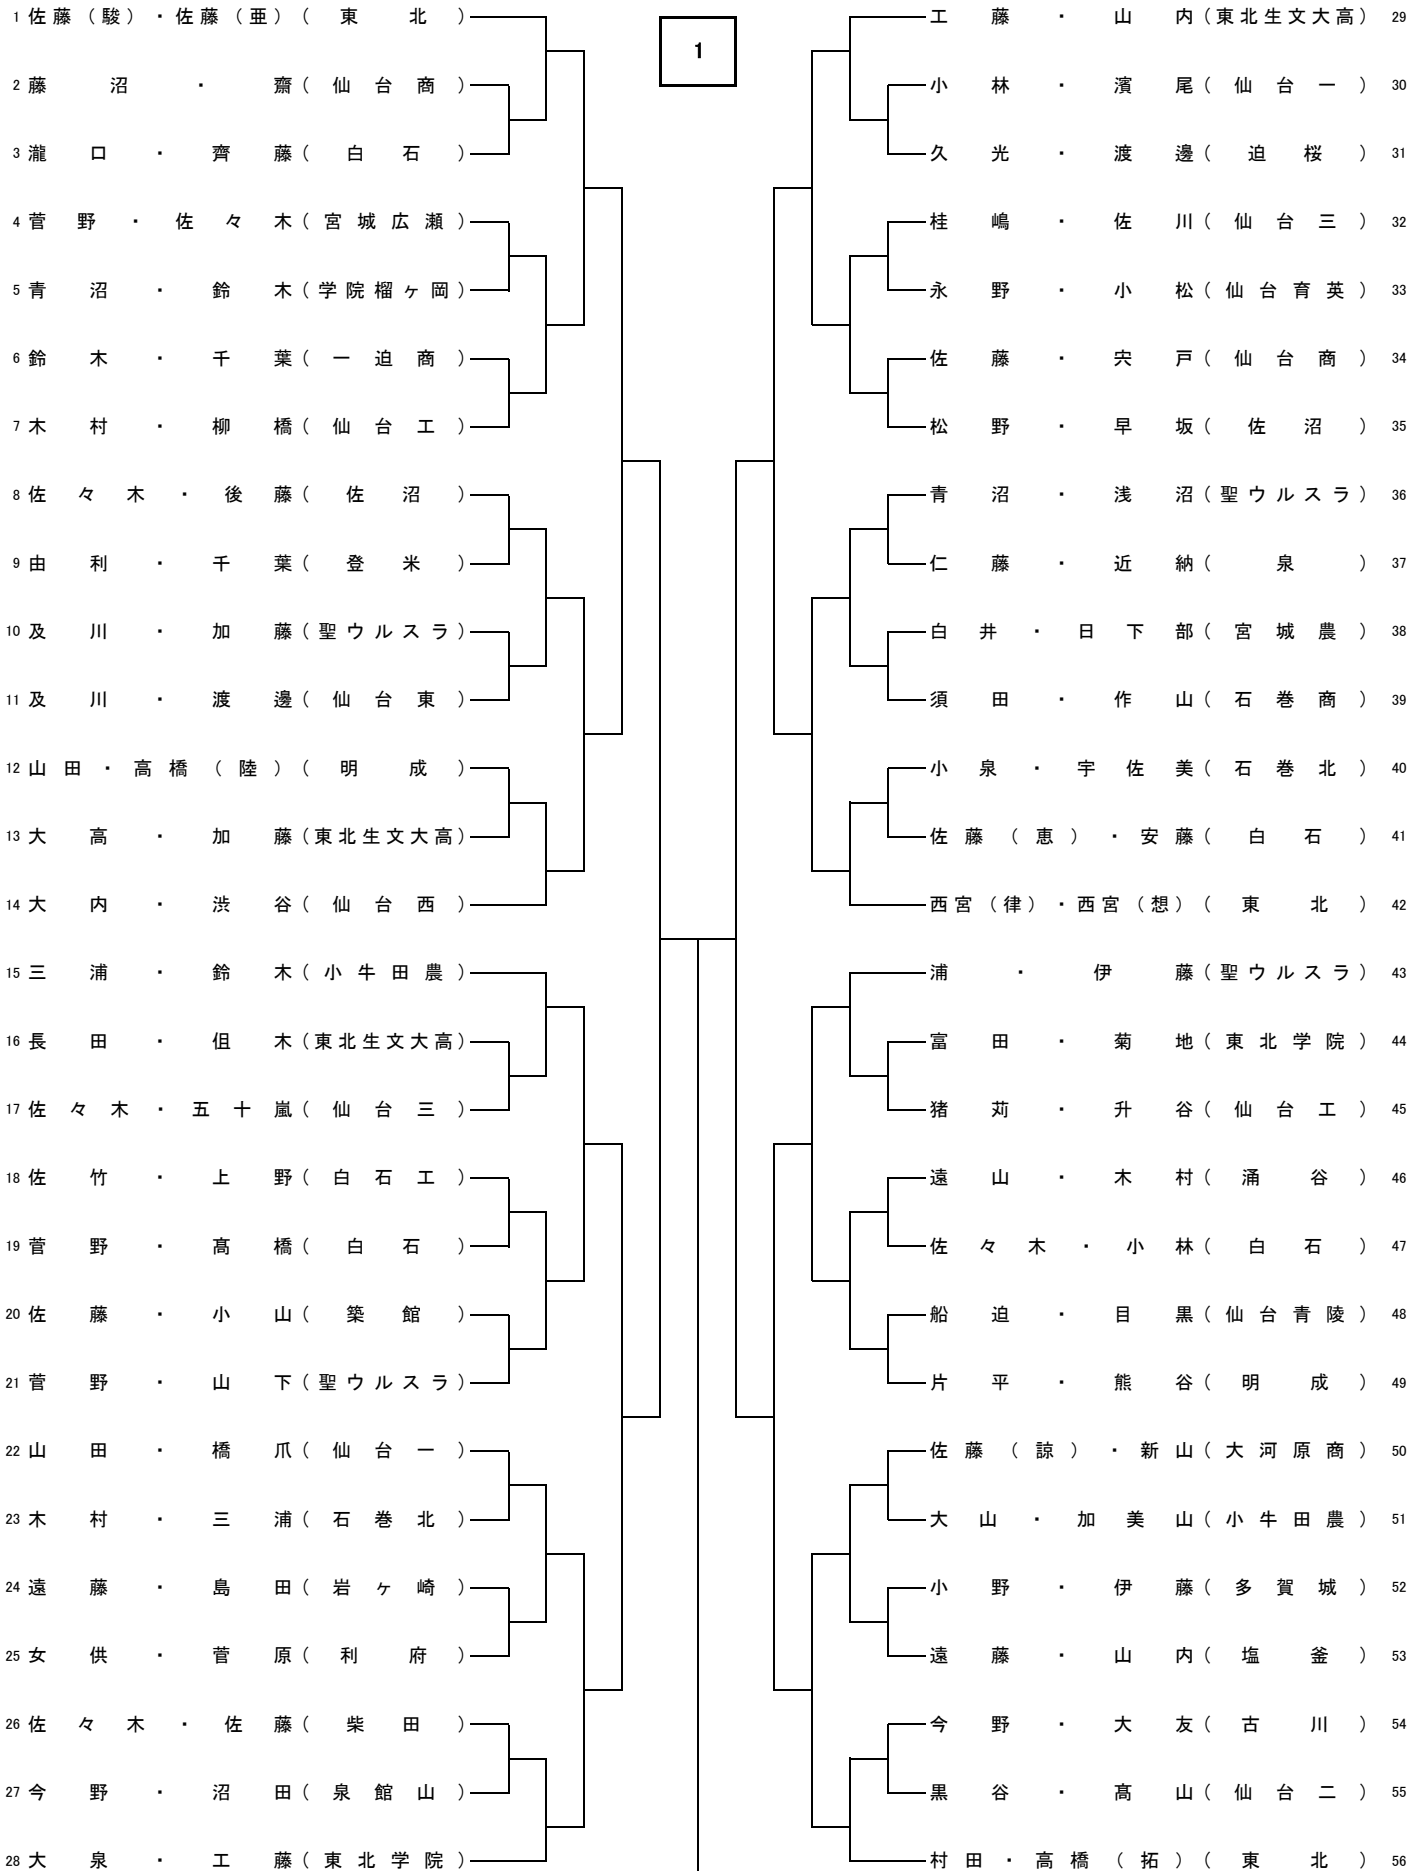 1
1 佐藤（駿）・佐藤（亜）（東北）
2 藤沼・齋（仙台商）
3 瀧口・齊藤（白石）
4 菅野・佐々木（宮城広瀬）
5 青沼・鈴木（学院榴ヶ岡）
6 鈴木・千葉（一迫商）
7 木村・柳橋（仙台工）
8 佐々木・後藤（佐沼）
9 由利・千葉（登米）
10 及川・加藤（聖ウルスラ）
11 及川・渡邊（仙台東）
12 山田・高橋（陸）（明成）
13 大高・加藤（東北生文大高）
14 大内・渋谷（仙台西）
15 三浦・鈴木（小牛田農）
16 長田・但木（東北生文大高）
17 佐々木・五十嵐（仙台三）
18 佐竹・上野（白石工）
19 菅野・髙橋（白石）
20 佐藤・小山（築館）
21 菅野・山下（聖ウルスラ）
22 山田・橋爪（仙台一）
23 木村・三浦（石巻北）
24 遠藤・島田（岩ヶ崎）
25 女供・菅原（利府）
26 佐々木・佐藤（柴田）
27 今野・沼田（泉館山）
28 大泉・工藤（東北学院）
工藤・山内（東北生文大高） 29
小林・濱尾（仙台一） 30
久光・渡邊（迫桜） 31
桂嶋・佐川（仙台三） 32
永野・小松（仙台育英） 33
佐藤・宍戸（仙台商） 34
松野・早坂（佐沼） 35
青沼・浅沼（聖ウルスラ） 36
仁藤・近納（泉） 37
白井・日下部（宮城農） 38
須田・作山（石巻商） 39
小泉・宇佐美（石巻北） 40
佐藤（恵）・安藤（白石） 41
西宮（律）・西宮（想）（東北） 42
浦・伊藤（聖ウルスラ） 43
富田・菊地（東北学院） 44
猪苅・升谷（仙台工） 45
遠山・木村（涌谷） 46
佐々木・小林（白石） 47
船迫・目黒（仙台青陵） 48
片平・熊谷（明成） 49
佐藤（諒）・新山（大河原商） 50
大山・加美山（小牛田農） 51
小野・伊藤（多賀城） 52
遠藤・山内（塩釜） 53
今野・大友（古川） 54
黒谷・髙山（仙台二） 55
村田・高橋（拓）（東北） 56